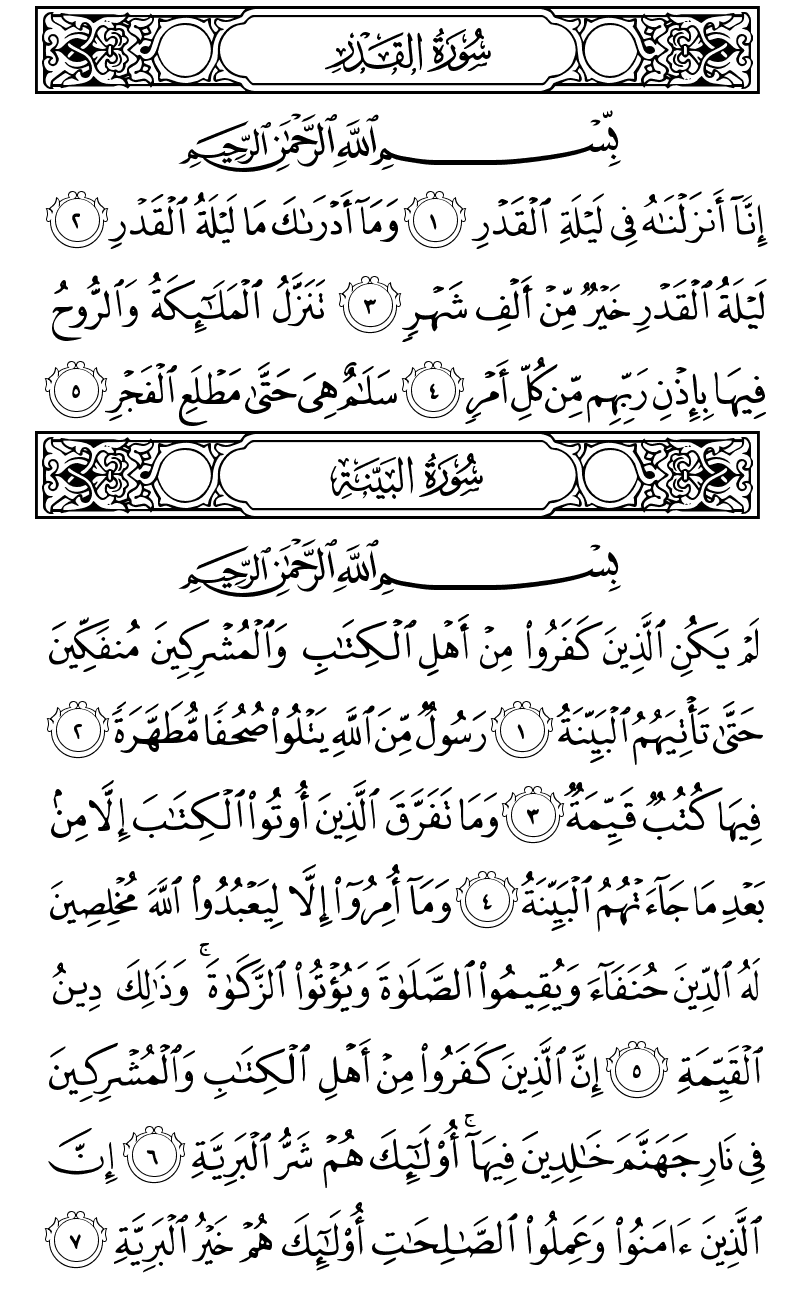 سُورَةُ القَدْرِ
بِّسْمِ ٱللَّهِ ٱلرَّحْمَٰنِ ٱلرَّحِيمِ
إِنَّآ أَنزَلْنَٰهُ فِى لَيْلَةِ ٱلْقَدْرِ ١ وَمَآ أَدْرَىٰكَ مَا لَيْلَةُ ٱلْقَدْرِ ٢
لَيْلَةُ ٱلْقَدْرِ خَيْرٌ مِّنْ أَلْفِ شَهْرٍ ٣ تَنَزَّلُ ٱلْمَلَٰٓئِكَةُ وَٱلرُّوحُ
فِيهَا بِإِذْنِ رَبِّهِم مِّن كُلِّ أَمْرٍ ٤ سَلَٰمٌ هِىَ حَتَّىٰ مَطْلَعِ ٱلْفَجْرِ ٥
سُورَةُ البَيِّنَةِ
بِسْمِ ٱللَّهِ ٱلرَّحْمَٰنِ ٱلرَّحِيمِ
لَمْ يَكُنِ ٱلَّذِينَ كَفَرُوا۟ مِنْ أَهْلِ ٱلْكِتَٰبِ وَٱلْمُشْرِكِينَ مُنفَكِّينَ
حَتَّىٰ تَأْتِيَهُمُ ٱلْبَيِّنَةُ ١ رَسُولٌ مِّنَ ٱللَّهِ يَتْلُوا۟ صُحُفًا مُّطَهَّرَةً ٢
فِيهَا كُتُبٌ قَيِّمَةٌ ٣ وَمَا تَفَرَّقَ ٱلَّذِينَ أُوتُوا۟ ٱلْكِتَٰبَ إِلَّا مِنۢ
بَعْدِ مَا جَآءَتْهُمُ ٱلْبَيِّنَةُ ٤ وَمَآ أُمِرُوٓا۟ إِلَّا لِيَعْبُدُوا۟ ٱللَّهَ مُخْلِصِينَ
لَهُ ٱلدِّينَ حُنَفَآءَ وَيُقِيمُوا۟ ٱلصَّلَوٰةَ وَيُؤْتُوا۟ ٱلزَّكَوٰةَ ۚ وَذَٰلِكَ دِينُ
ٱلْقَيِّمَةِ ٥ إِنَّ ٱلَّذِينَ كَفَرُوا۟ مِنْ أَهْلِ ٱلْكِتَٰبِ وَٱلْمُشْرِكِينَ
فِى نَارِ جَهَنَّمَ خَٰلِدِينَ فِيهَآ ۚ أُو۟لَٰٓئِكَ هُمْ شَرُّ ٱلْبَرِيَّةِ ٦ إِنَّ
ٱلَّذِينَ ءَامَنُوا۟ وَعَمِلُوا۟ ٱلصَّٰلِحَٰتِ أُو۟لَٰٓئِكَ هُمْ خَيْرُ ٱلْبَرِيَّةِ ٧